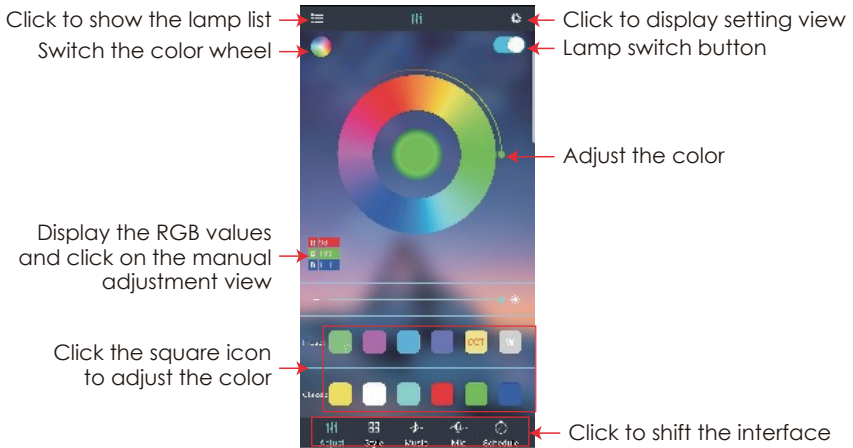 Click to show the lamp list
Click to display setting view
Switch the color wheel
Lamp switch button
Adjust the color
Display the RGB values
and click on the manual
adjustment view
Click the square icon
to adjust the color
CCT
W
Adjust Style Music Mic Schedule
Click to shift the interface